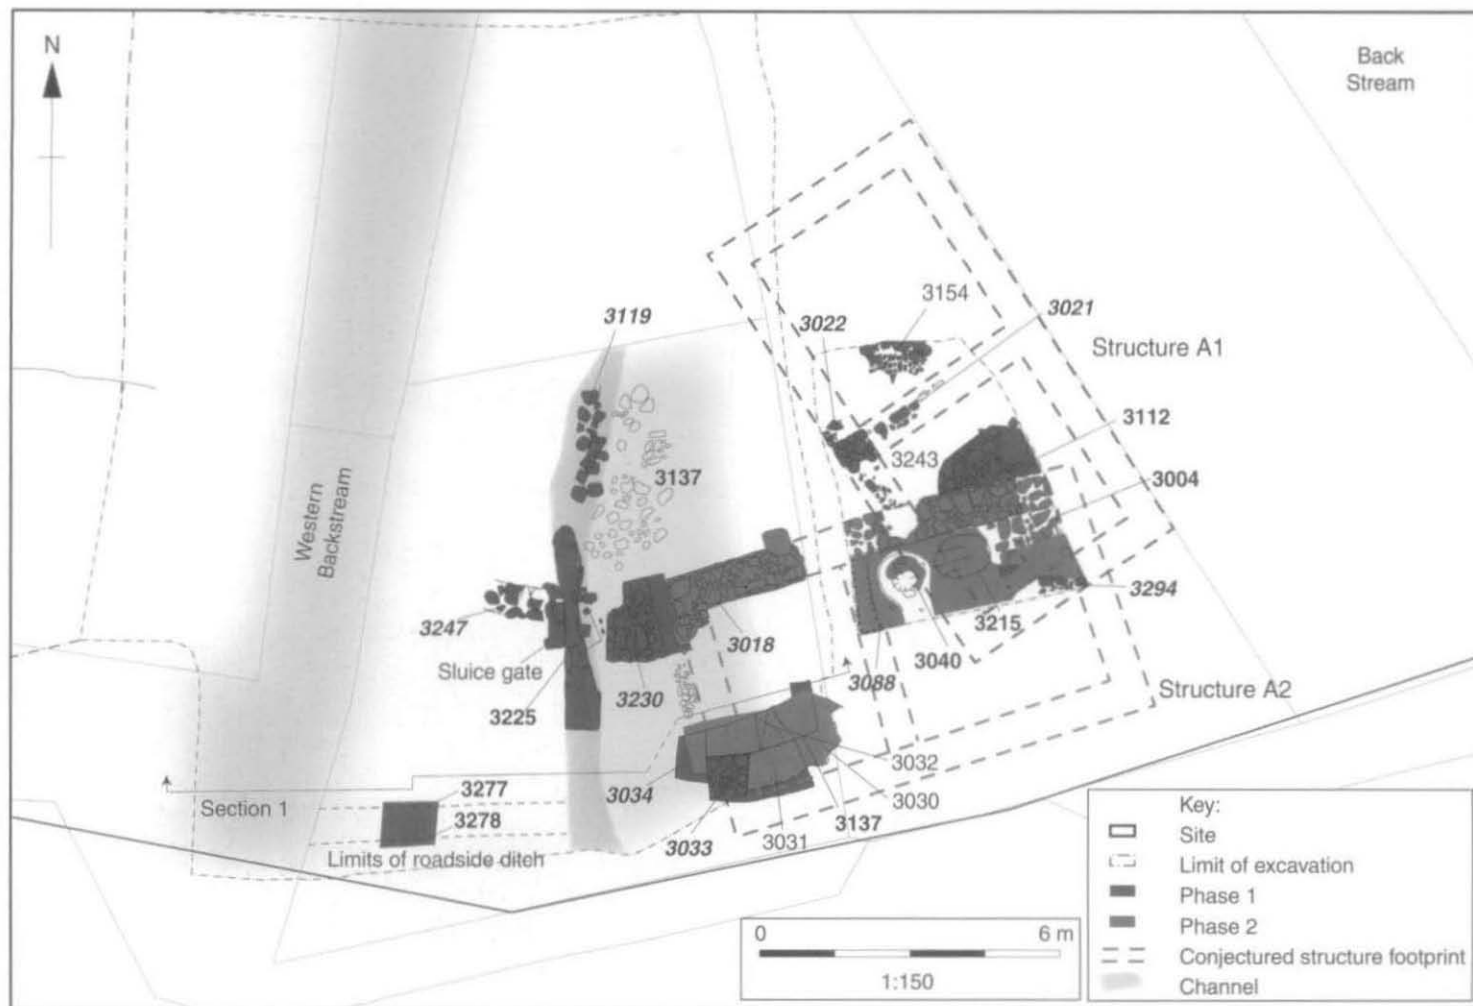 N
Back
Stream
3154
3021
3119
3022
Structure A1
3112
3243
3137
3004
Western
Backstream
3294
3215
3247
3018
3040
Sluice gate
3088
3230
Structure A2
3225
3032
3277
3034
3030
Section 1
3278
3137
3033
3031
Limits of roadside ditch
0 6 m
1:150
Key:
Site
Limit of excavation
Phase 1
Phase 2
Conjectured structure footprint
Channel